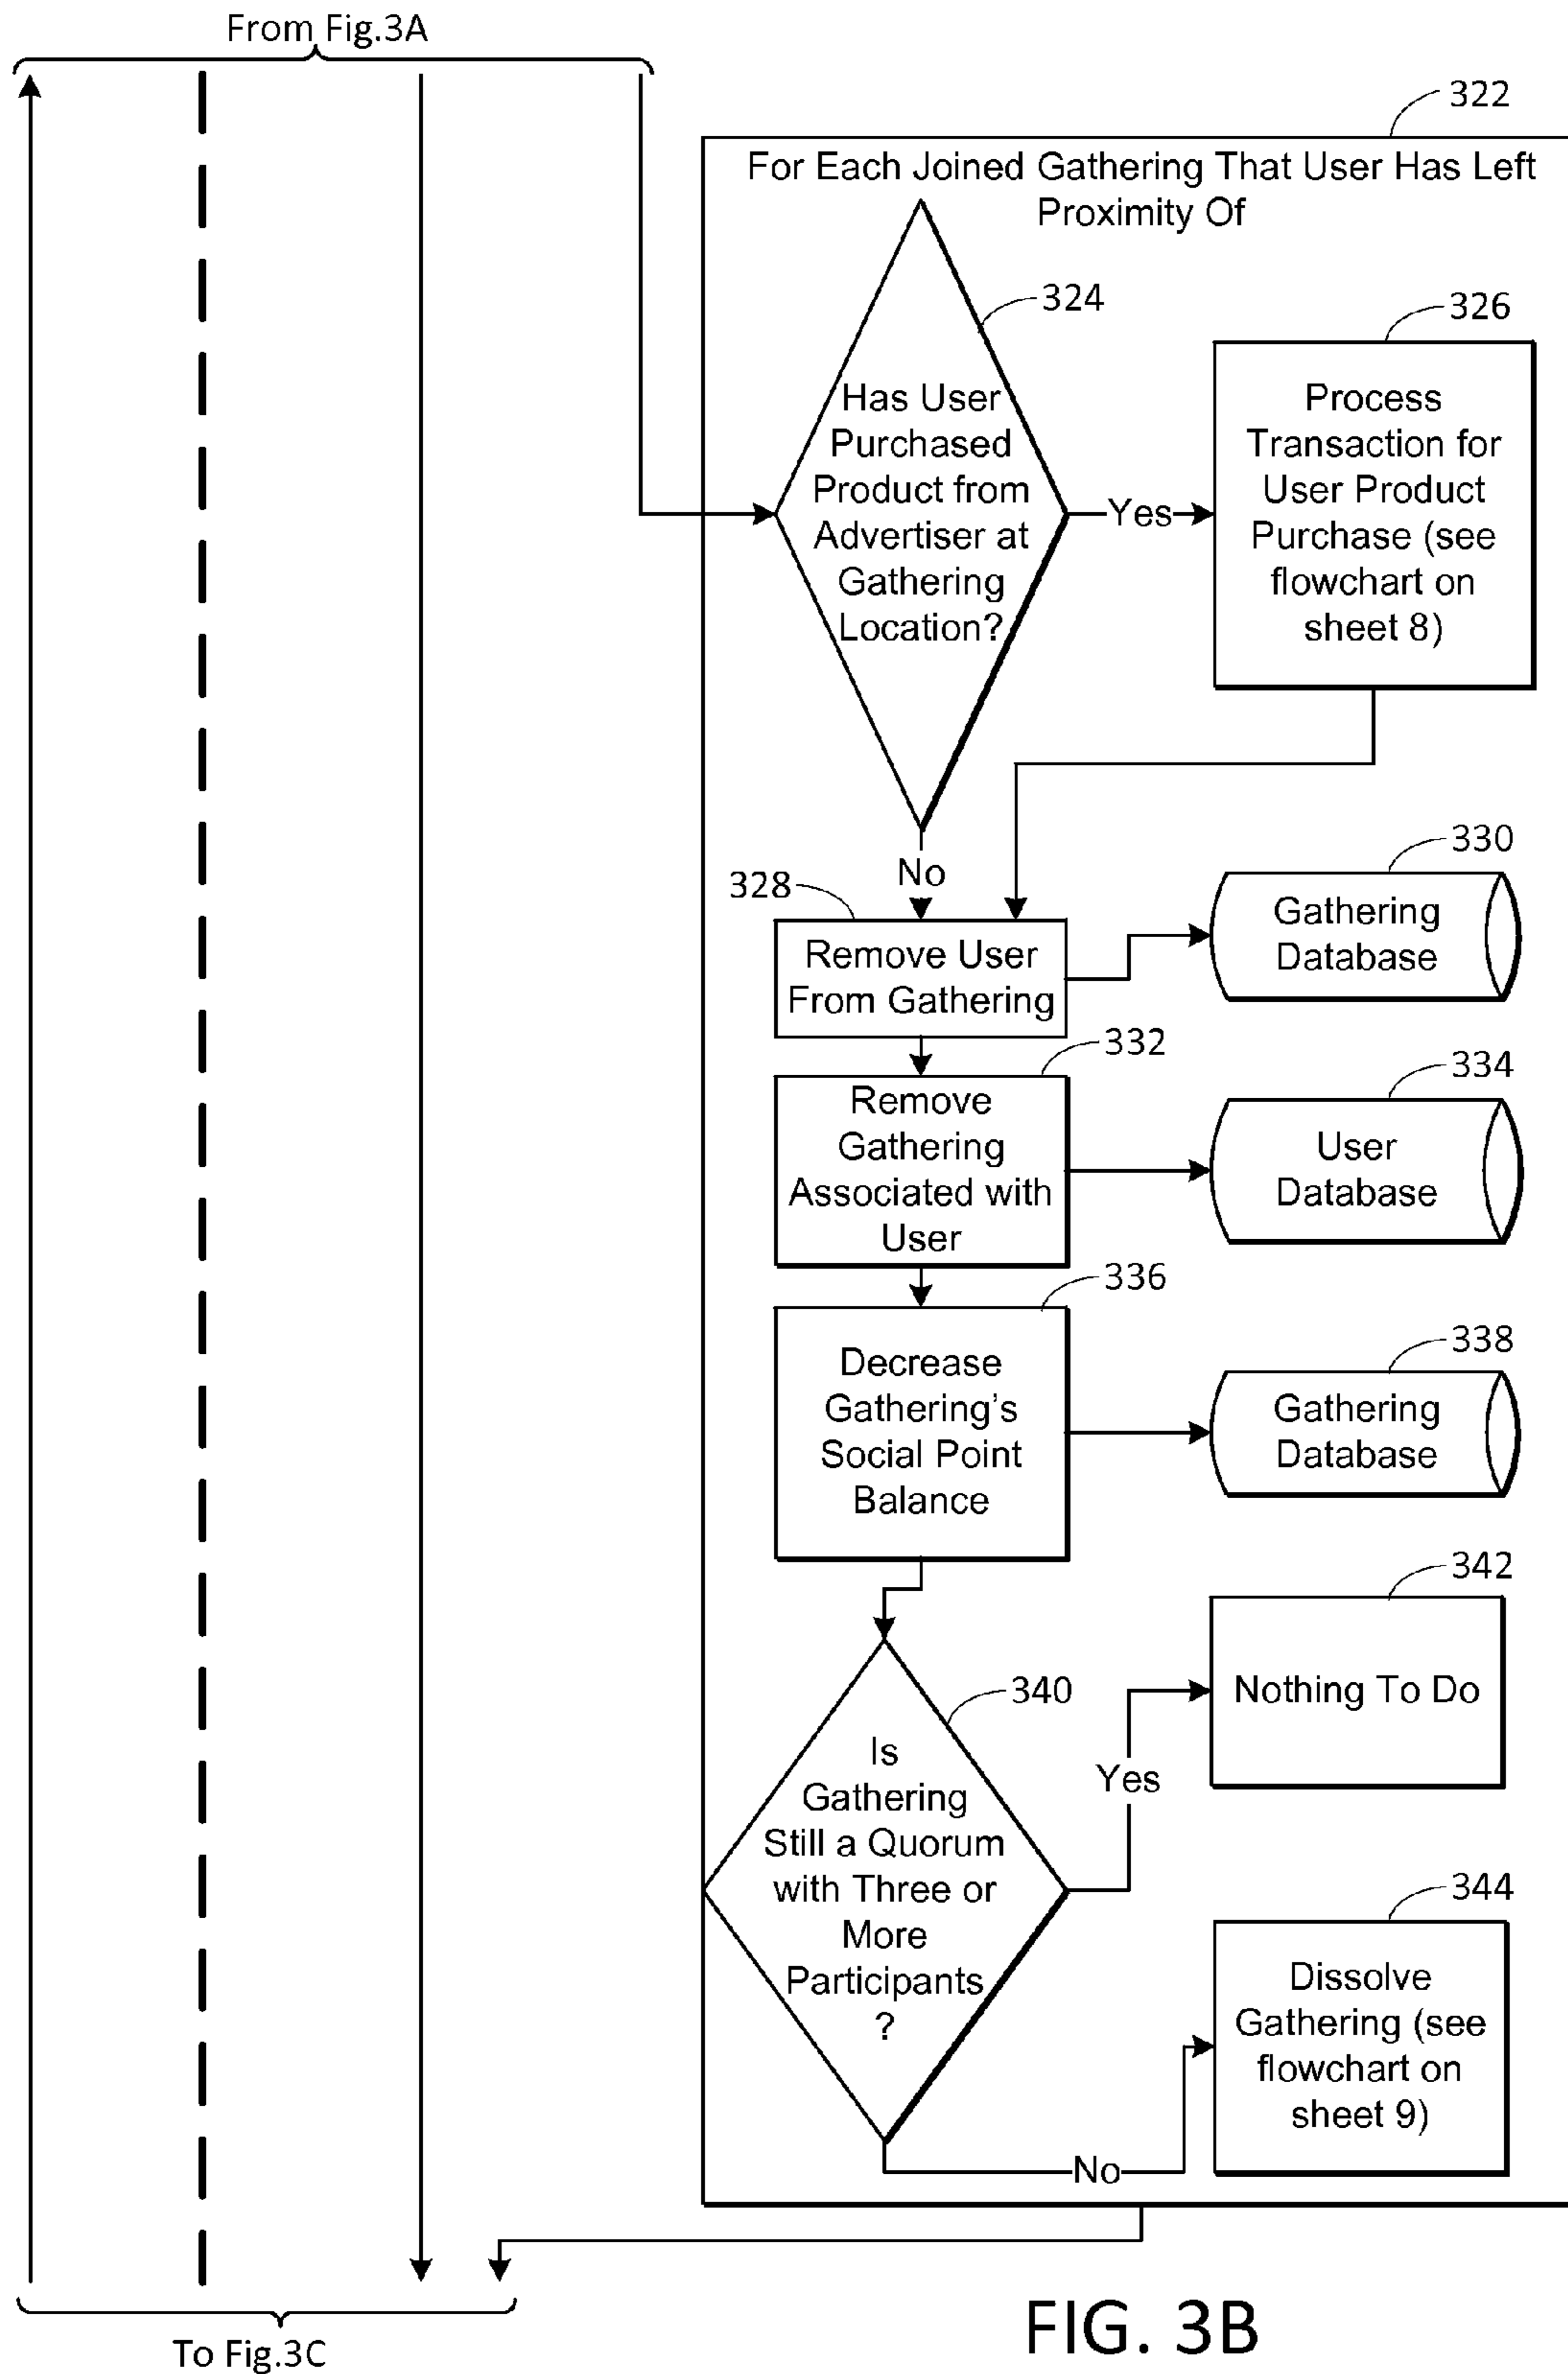 From Fig.3A
322
For Each Joined Gathering That User Has Left
Proximity Of
324
Has User
Purchased
Product from
Advertiser at
Gathering
Location?
Yes
326
Process
Transaction for
User Product
Purchase (see
flowchart on
sheet 8)
No
328
Remove User
From Gathering
330
Gathering
Database
332
Remove
Gathering
Associated with
User
334
User
Database
336
Decrease
Gathering's
Social Point
Balance
338
Gathering
Database
340
Is
Gathering
Still a Quorum
with Three or
More
Participants
?
Yes
342
Nothing To Do
No
344
Dissolve
Gathering (see
flowchart on
sheet 9)
To Fig.3C
FIG. 3B